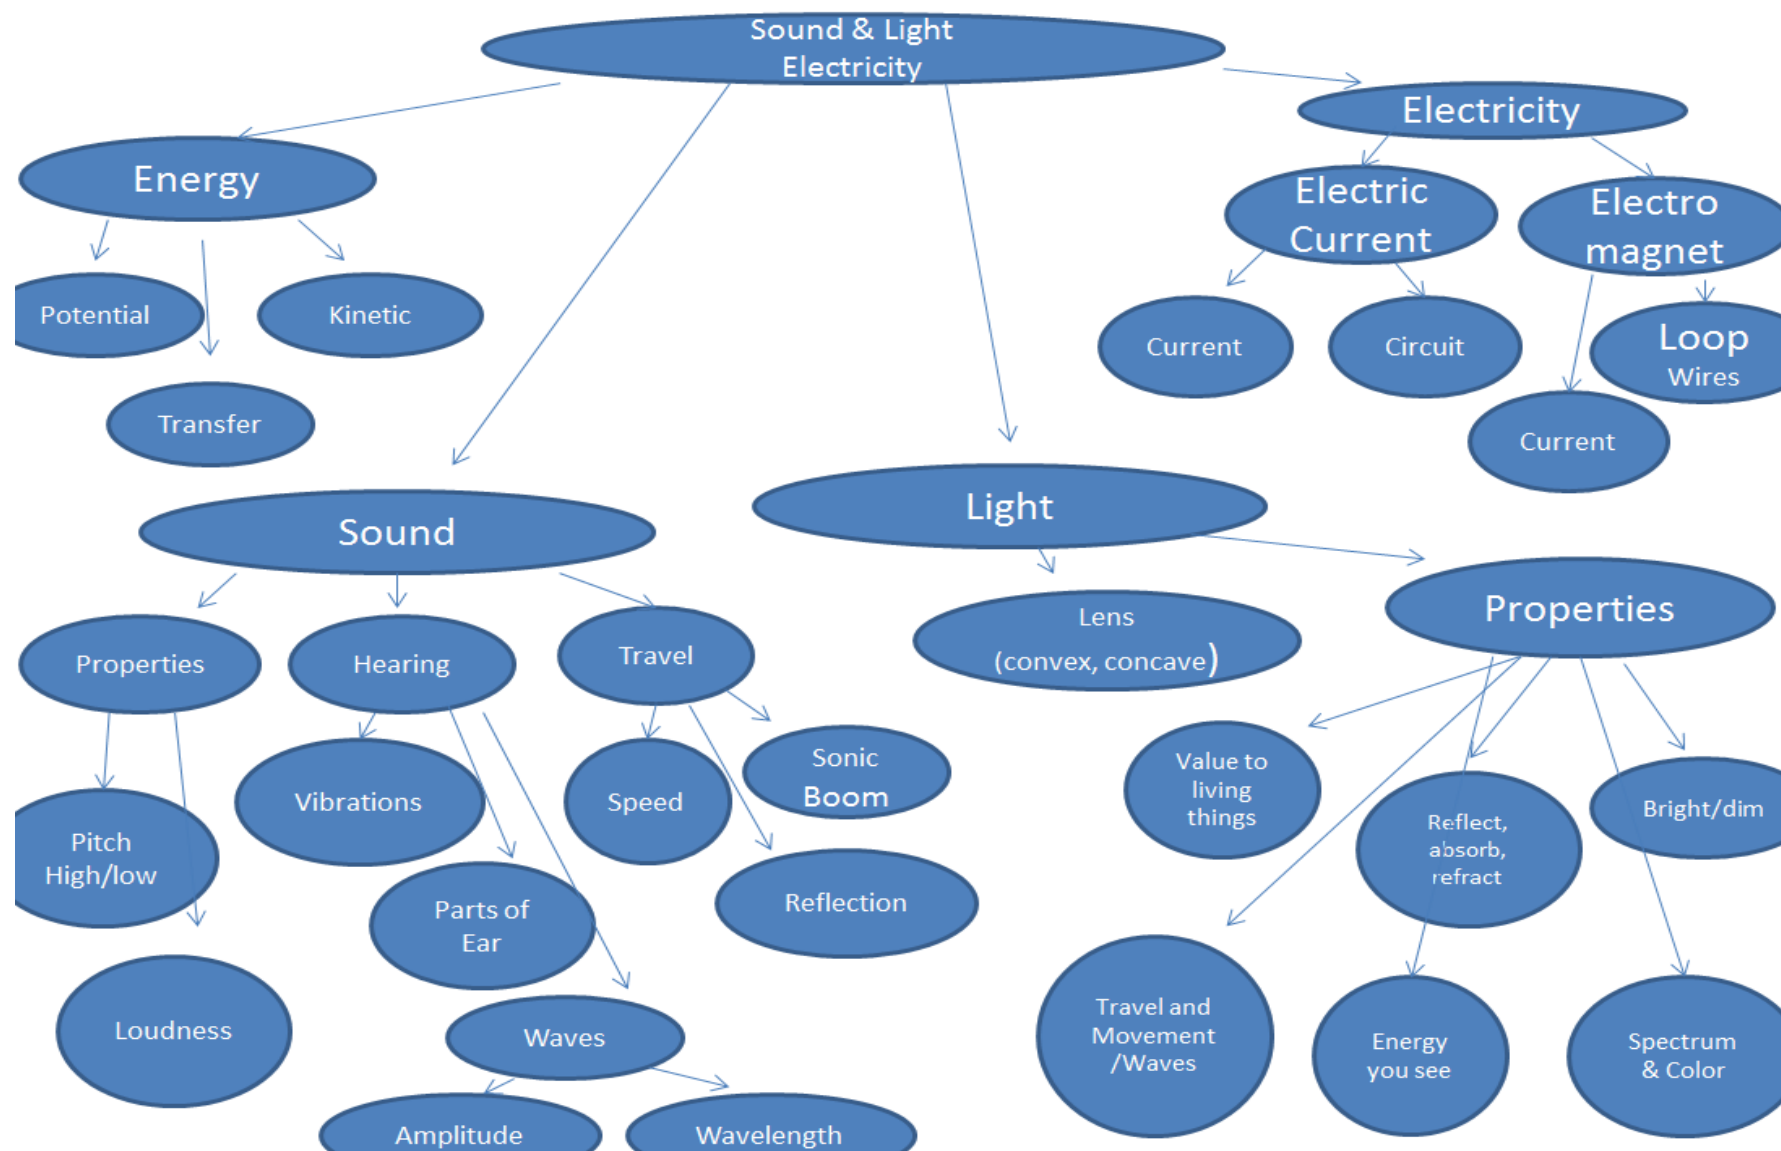 Sound & Light
Electricity
Electricity
Energy
Electric
Current
Electro
magnet
Potential
Kinetic
Transfer
Current
Circuit
Loop
Wires
Current
Sound
Light
Properties
Hearing
Travel
Lens
(convex, concave)
Properties
Pitch
High/low
Vibrations
Speed
Sonic
Boom
Value to
living
things
Reflect,
absorb,
refract
Bright/dim
Loudness
Parts of
Ear
Reflection
Waves
Travel and
Movement
/Waves
Energy
you see
Spectrum
& Color
Amplitude
Wavelength